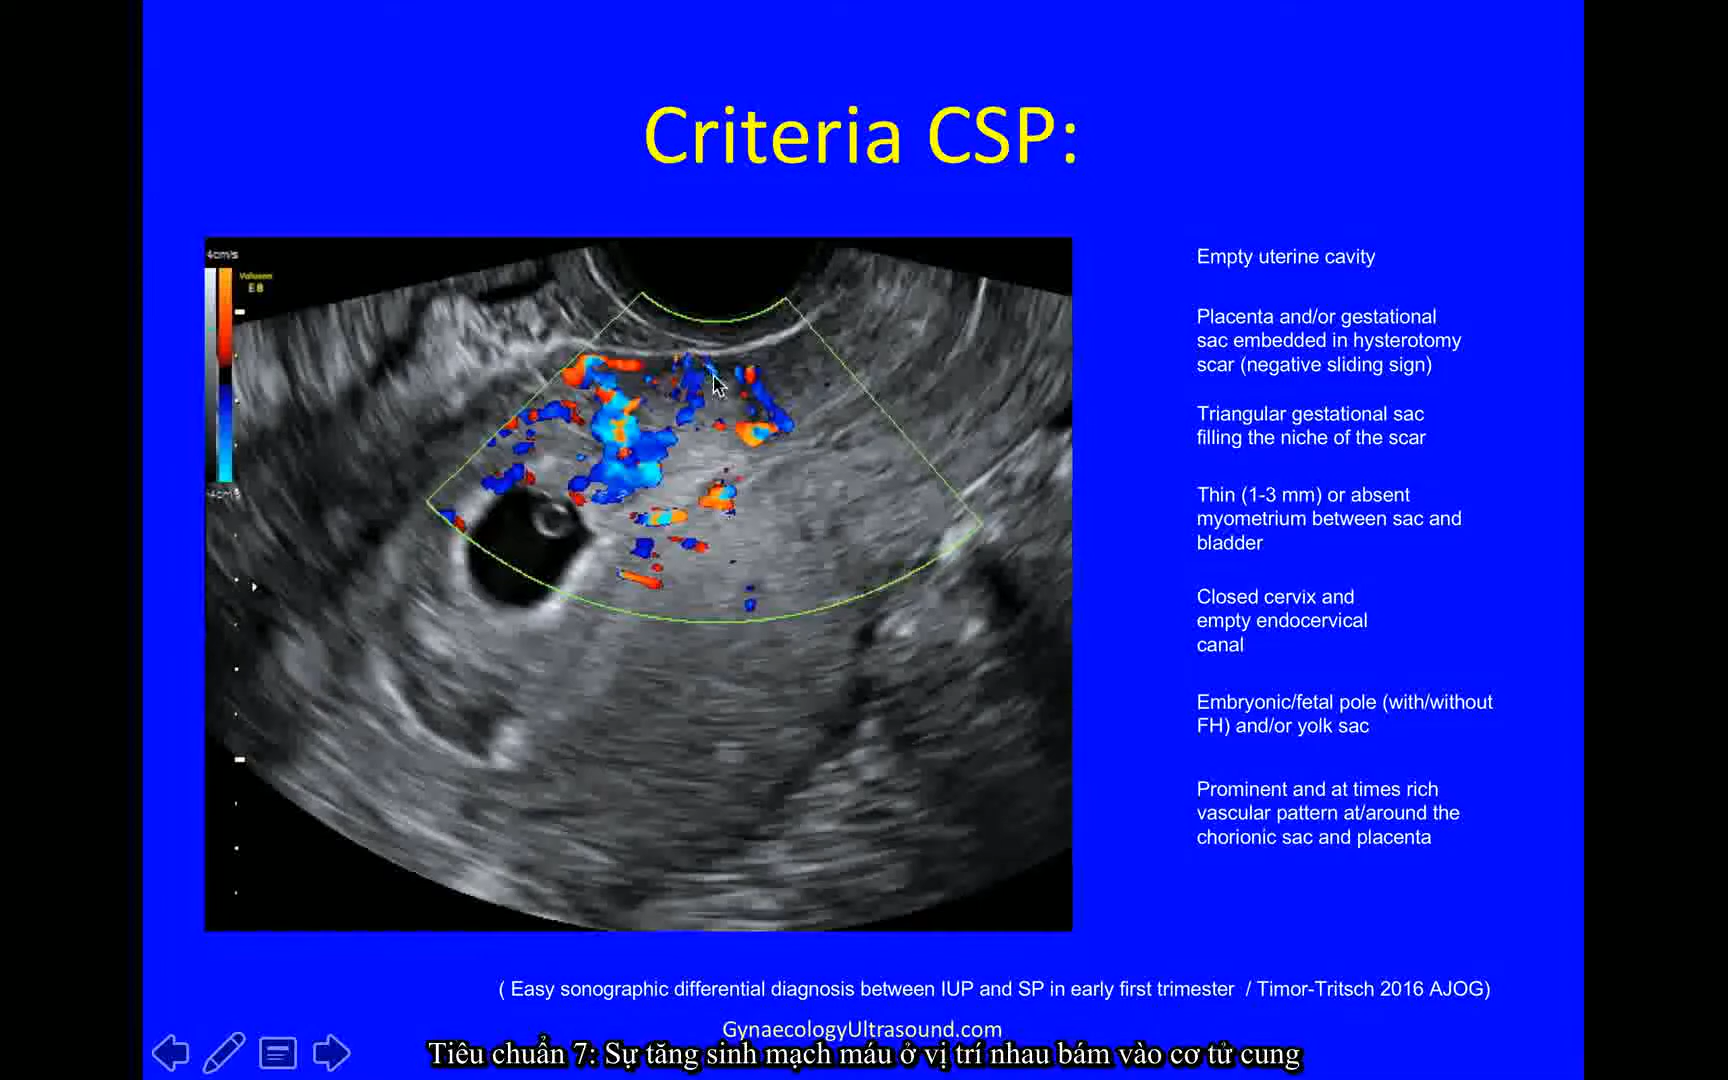 Criteria CSP:
4cm/s
Voluson
E8
-4cm/s
Empty uterine cavity
Placenta and/or gestational
sac embedded in hysterotomy
scar (negative sliding sign)
Triangular gestational sac
filling the niche of the scar
Thin (1-3 mm) or absent
myometrium between sac and
bladder
Closed cervix and
empty endocervical
canal
Embryonic/fetal pole (with/without
FH) and/or yolk sac
Prominent and at times rich
vascular pattern at/around the
chorionic sac and placenta
( Easy sonographic differential diagnosis between IUP and SP in early first trimester / Timor-Tritsch 2016 AJOG)
GynaecologyUltrasound.com
Tiêu chuẩn 7: Sự tăng sinh mạch máu ở vị trí nhau bám vào cơ tử cung